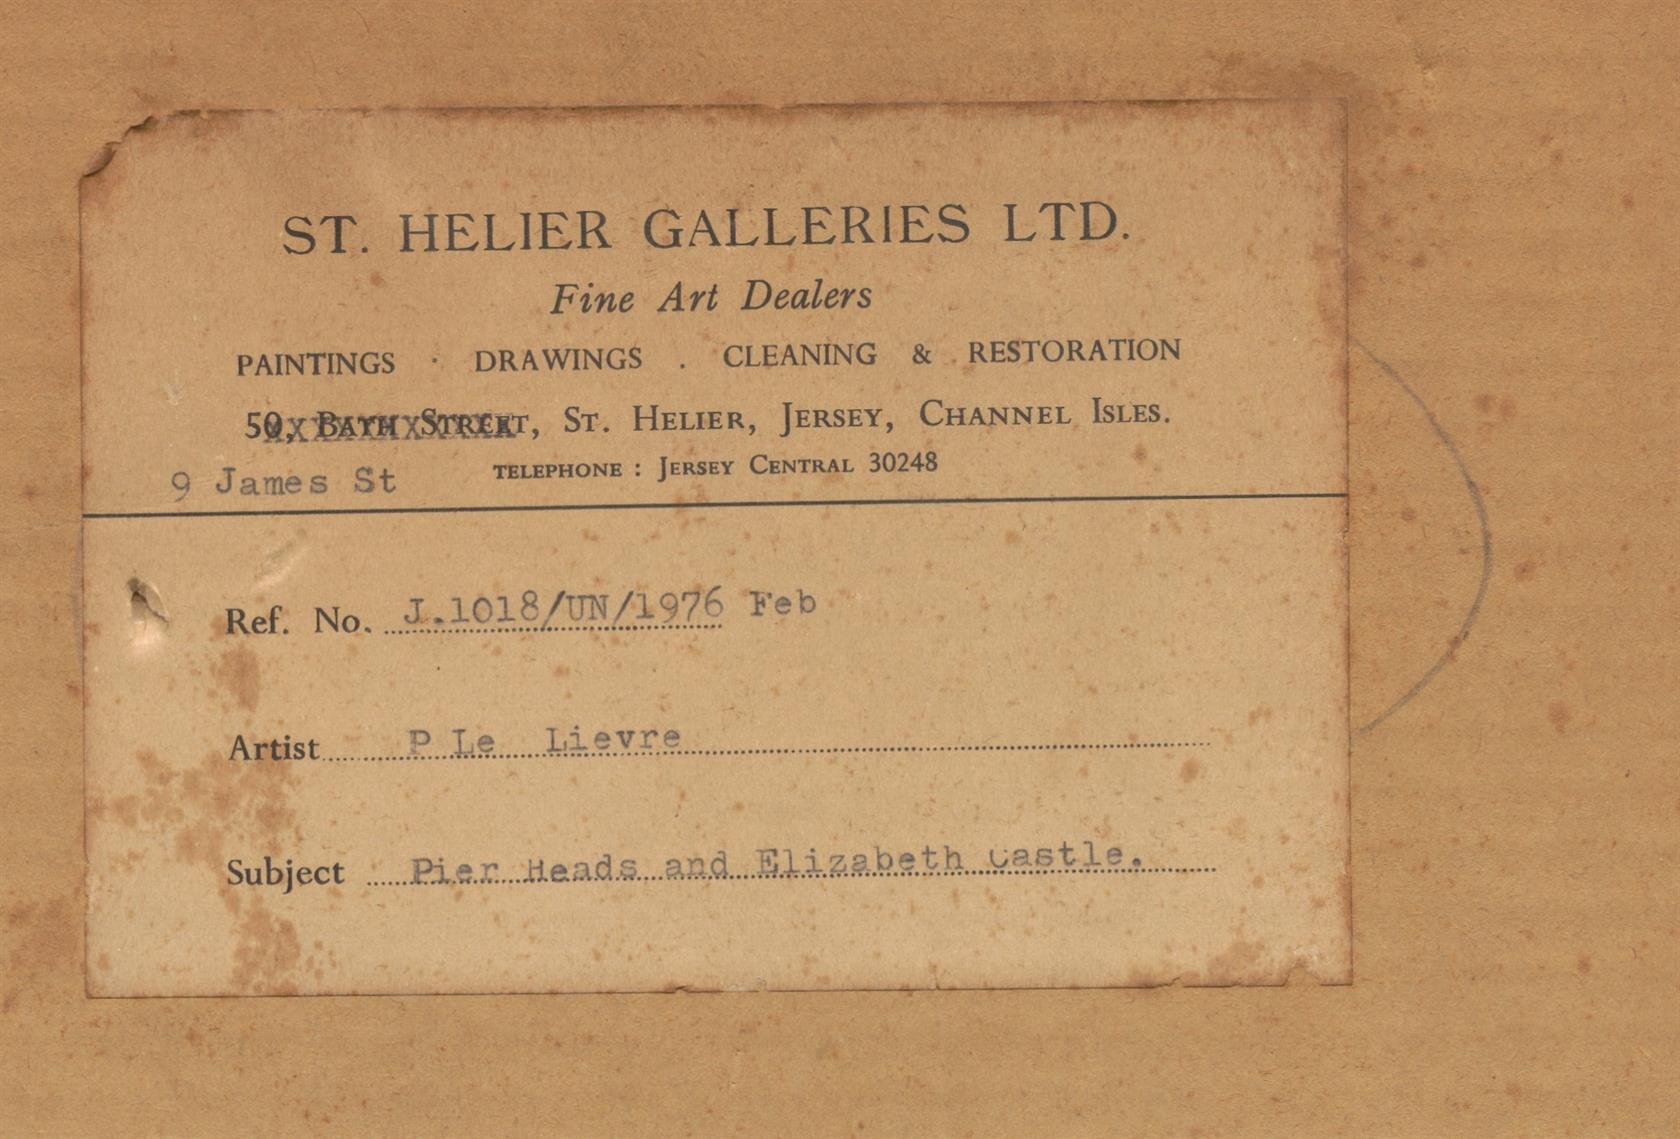 ST. HELIER GALLERIES LTD.
Fine Art Dealers
PAINTINGS · DRAWINGS . CLEANING & RESTORATION
50, BATH STREET, ST. HELIER, JERSEY, CHANNEL ISLES.
9 James St TELEPHONE : JERSEY CENTRAL 30248
Ref. No. J.1018/UN/1976 Feb
Artist P Le Lievre
Subject Pier Heads and Elizabeth Castle.